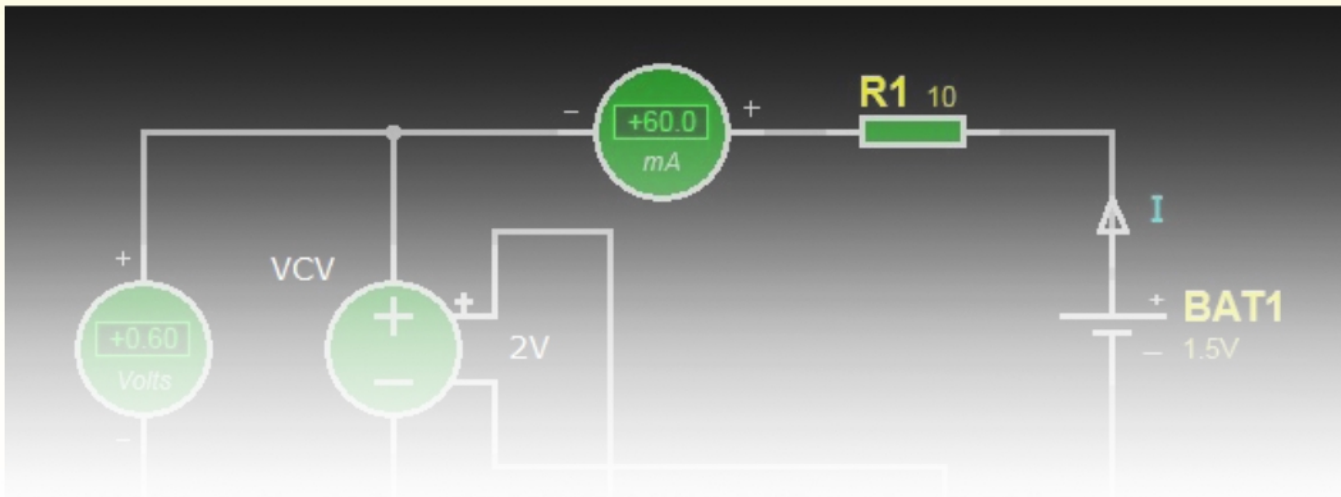 R1 10
- +60.0 +
mA
I
+
VCV
+
+
+
BAT1
+0.60
2V
1.5V
Volts
-
-
-